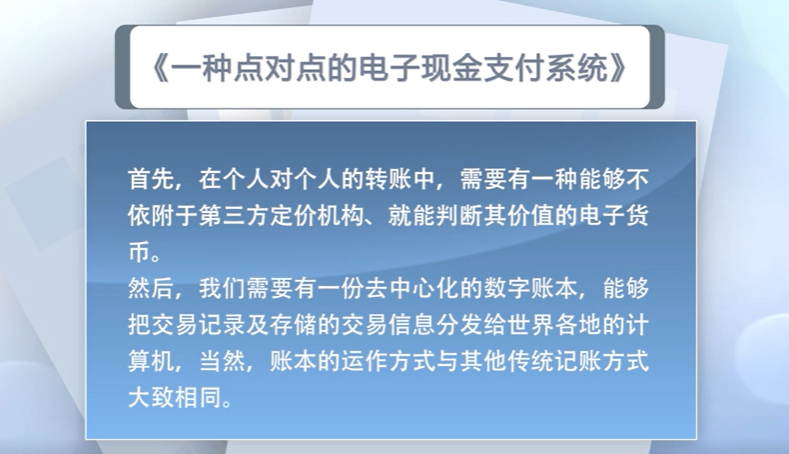 《一种点对点的电子现金支付系统》
首先，在个人对个人的转账中，需要有一种能够不
依附于第三方定价机构、就能判断其价值的电子货
币。
然后，我们需要有一份去中心化的数字账本，能够
把交易记录及存储的交易信息分发给世界各地的计
算机，当然，账本的运作方式与其他传统记账方式
大致相同。